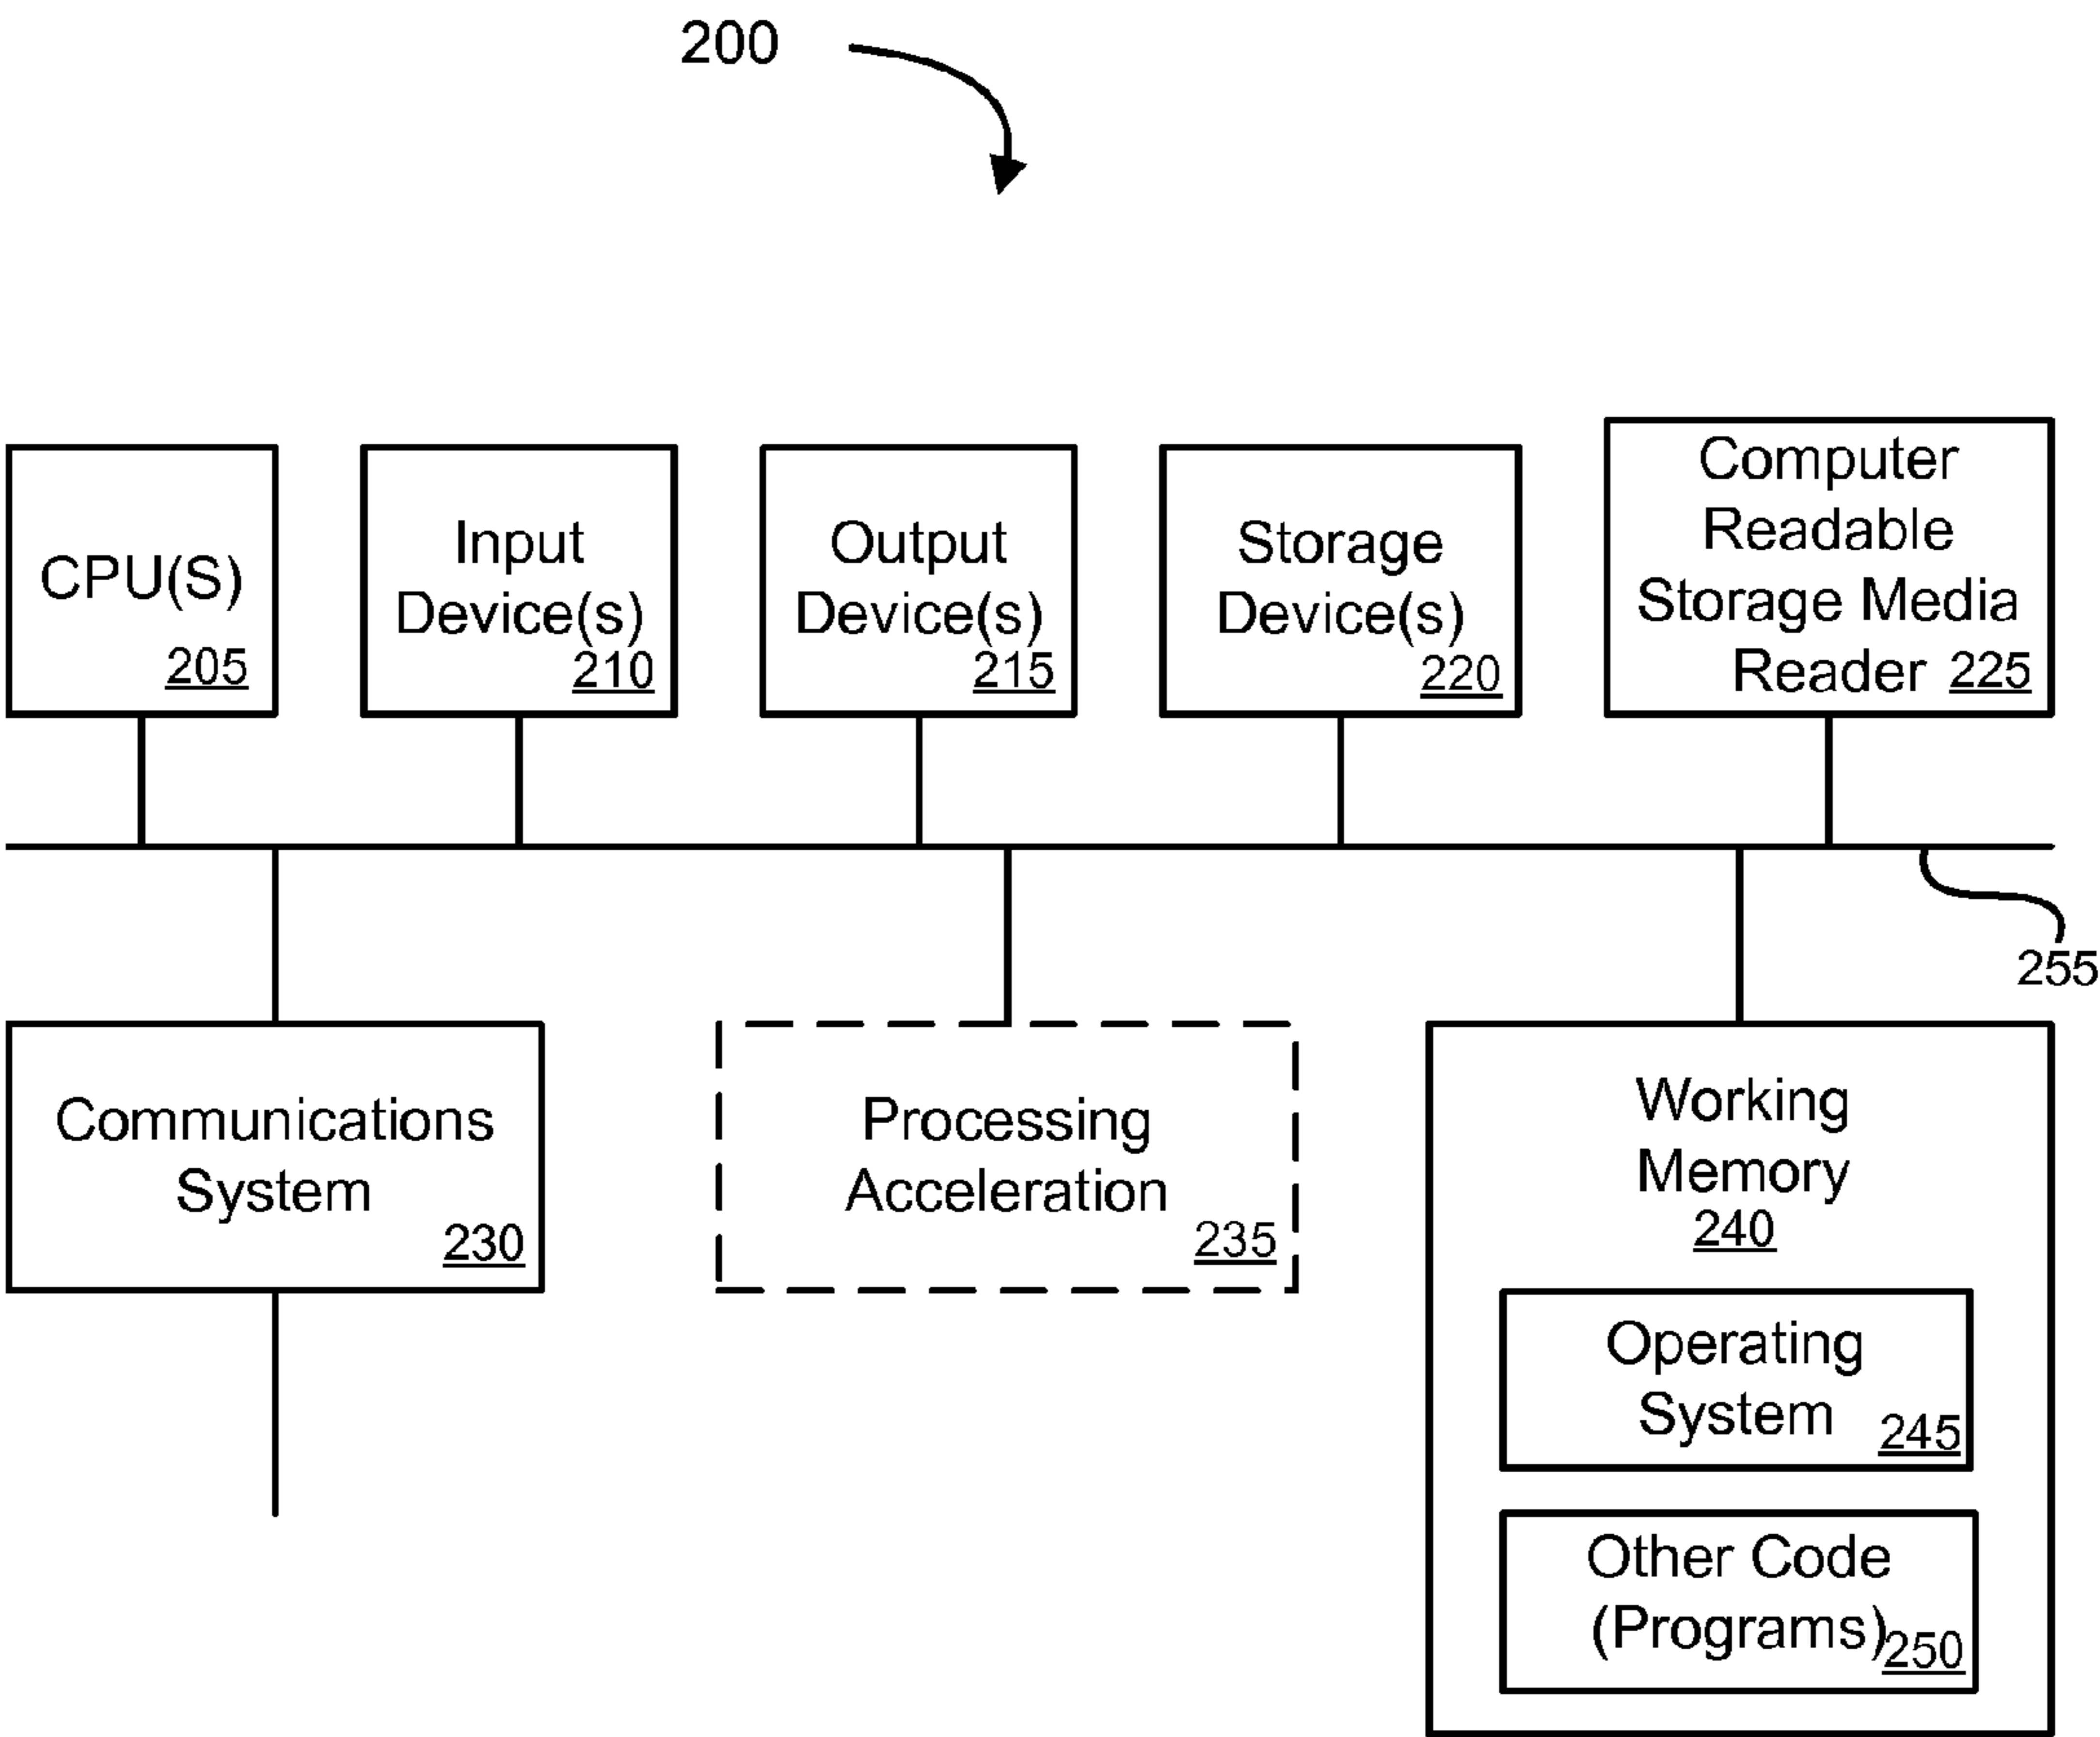 200
CPU(S)
205
Input
Device(s)
210
Output
Device(s)
215
Storage
Device(s)
220
Computer
Readable
Storage Media
Reader 225
255
Communications
System
230
Processing
Acceleration
235
Working
Memory
240
Operating
System
245
Other Code
(Programs)
250